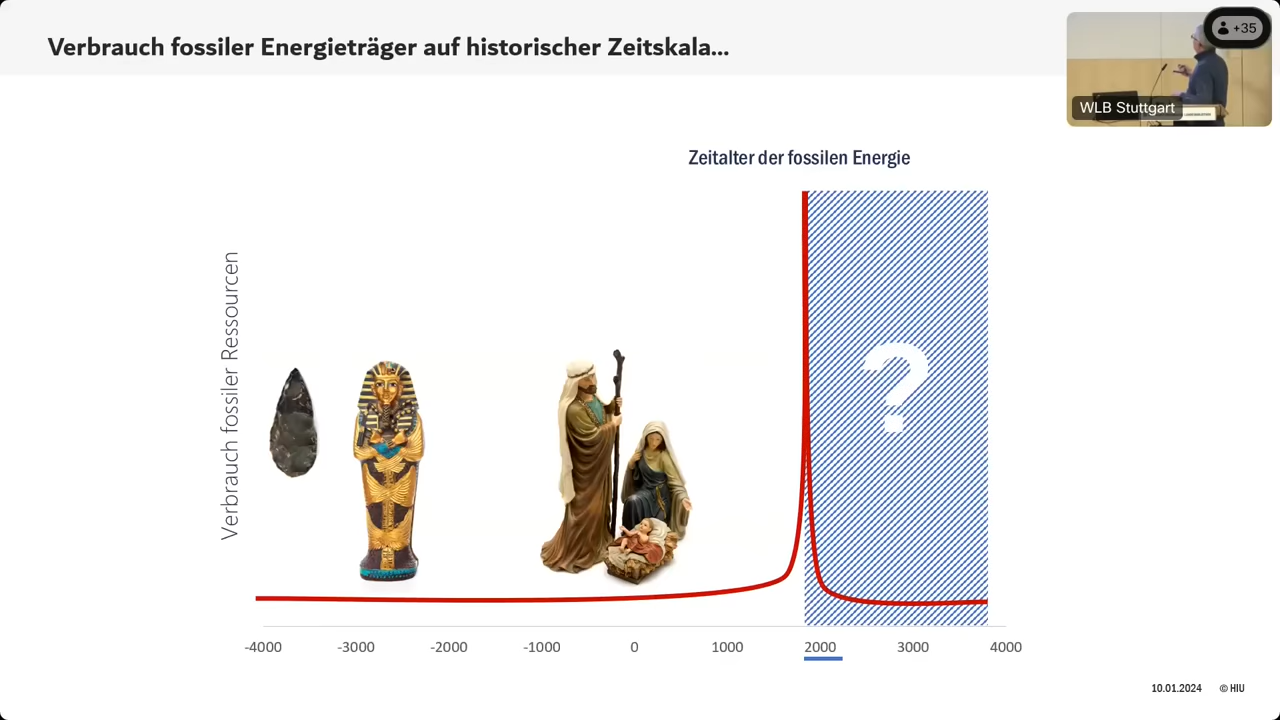 Verbrauch fossiler Energieträger auf historischer Zeitskala...
+35
WLB Stuttgart
Zeitalter der fossilen Energie
Verbrauch fossiler Ressourcen
?
-4000 -3000 -2000 -1000 0 1000 2000 3000 4000
10.01.2024 © HIU